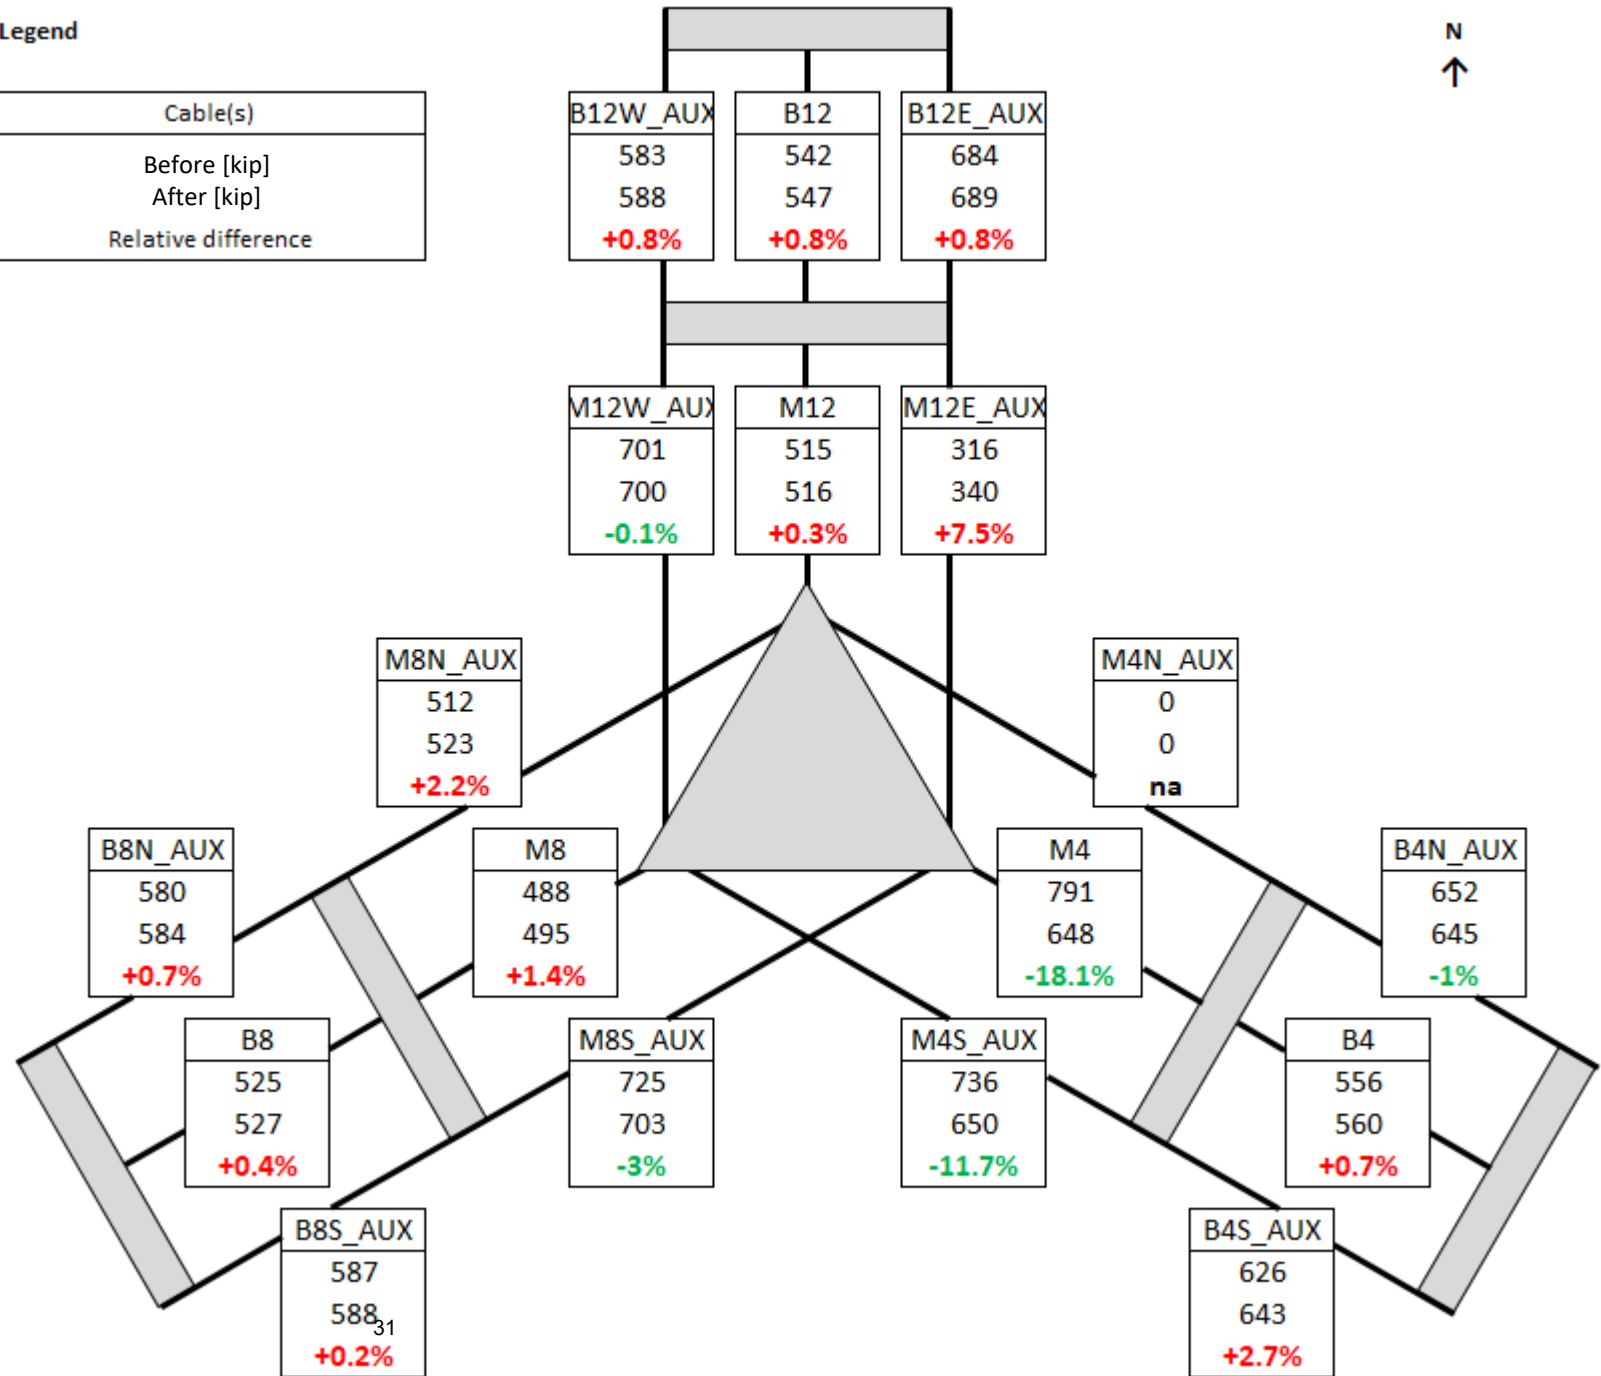 Legend
N
↑
Cable(s)
Before [kip]
After [kip]
Relative difference
B12W_AUX
583
588
+0.8%
B12
542
547
+0.8%
B12E_AUX
684
689
+0.8%
M12W_AUX
701
700
-0.1%
M12
515
516
+0.3%
M12E_AUX
316
340
+7.5%
M8N_AUX
512
523
+2.2%
M4N_AUX
0
0
na
B8N_AUX
580
584
+0.7%
M8
488
495
+1.4%
M4
791
648
-18.1%
B4N_AUX
652
645
-1%
B8
525
527
+0.4%
M8S_AUX
725
703
-3%
M4S_AUX
736
650
-11.7%
B4
556
560
+0.7%
B8S_AUX
587
588
+0.2%
31
B4S_AUX
626
643
+2.7%